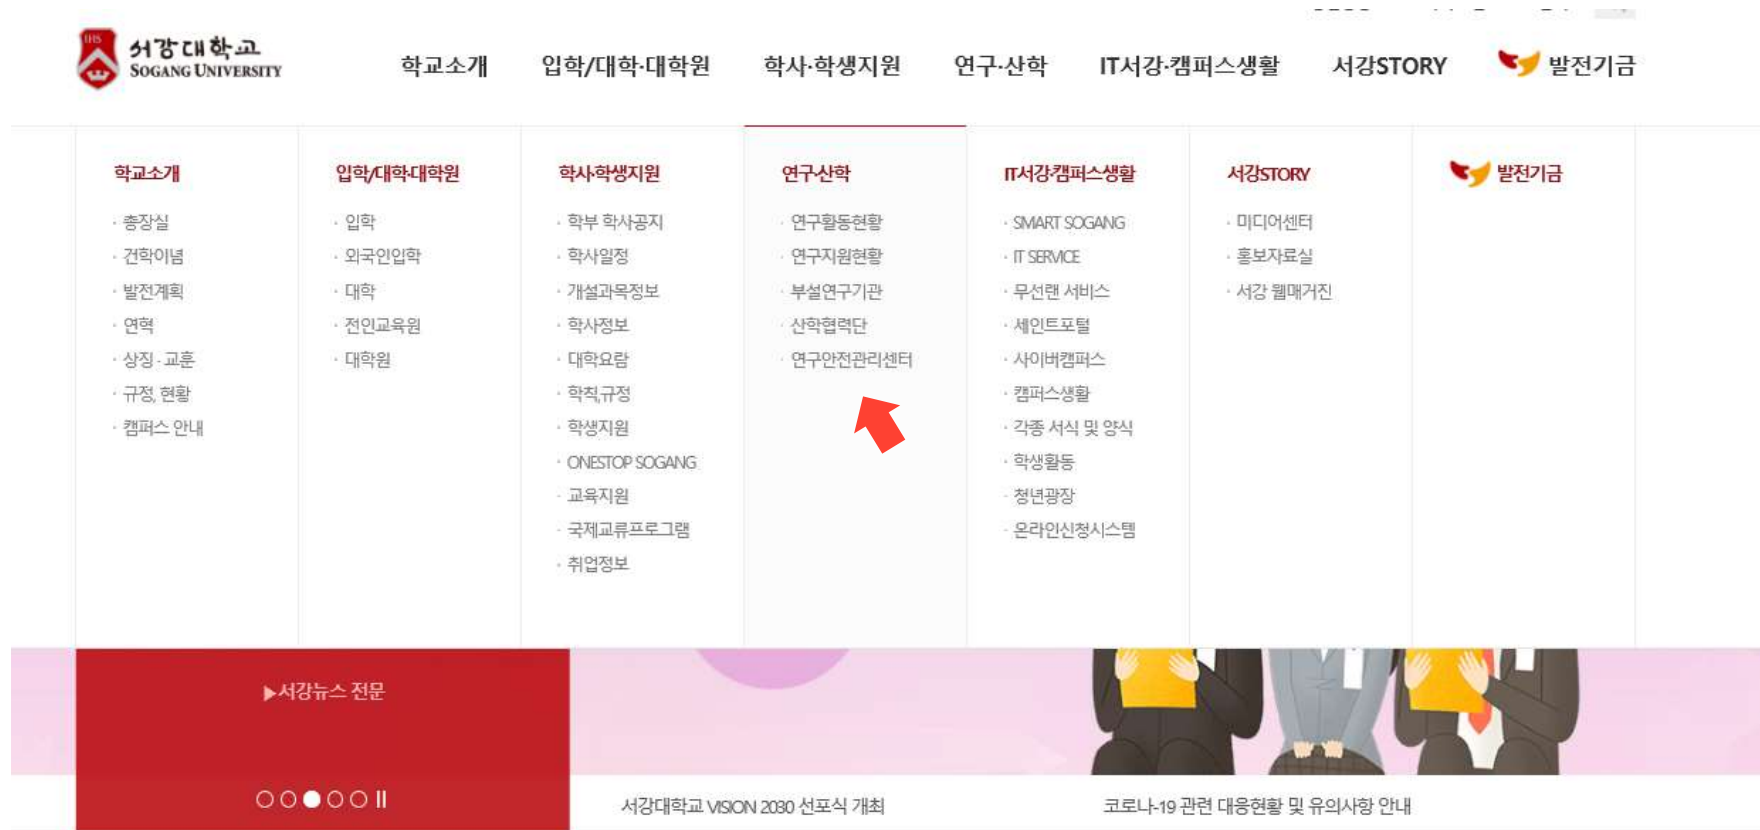 IHS
서강대학교
SOGANG UNIVERSITY
학교소개 입학/대학·대학원 학사·학생지원 연구·산학 IT서강·캠퍼스생활 서강STORY 발전기금
학교소개
· 총장실
· 건학이념
· 발전계획
· 연혁
· 상징 · 교훈
· 규정, 현황
· 캠퍼스 안내
입학/대학·대학원
· 입학
· 외국인입학
· 대학
· 전인교육원
· 대학원
학사·학생지원
· 학부 학사공지
· 학사일정
· 개설과목정보
· 학사정보
· 대학요람
· 학칙,규정
· 학생지원
· ONESTOP SOGANG
· 교육지원
· 국제교류프로그램
· 취업정보
연구·산학
· 연구활동현황
· 연구지원현황
· 부설연구기관
· 산학협력단
· 연구안전관리센터
IT서강·캠퍼스생활
· SMART SOGANG
· IT SERVICE
· 무선랜 서비스
· 세인트포털
· 사이버캠퍼스
· 캠퍼스생활
· 각종 서식 및 양식
· 학생활동
· 청년광장
· 온라인신청시스템
서강STORY
· 미디어센터
· 홍보자료실
· 서강 웹매거진
발전기금
▶서강뉴스 전문
서강대학교 VISION 2030 선포식 개최
코로나-19 관련 대응현황 및 유의사항 안내